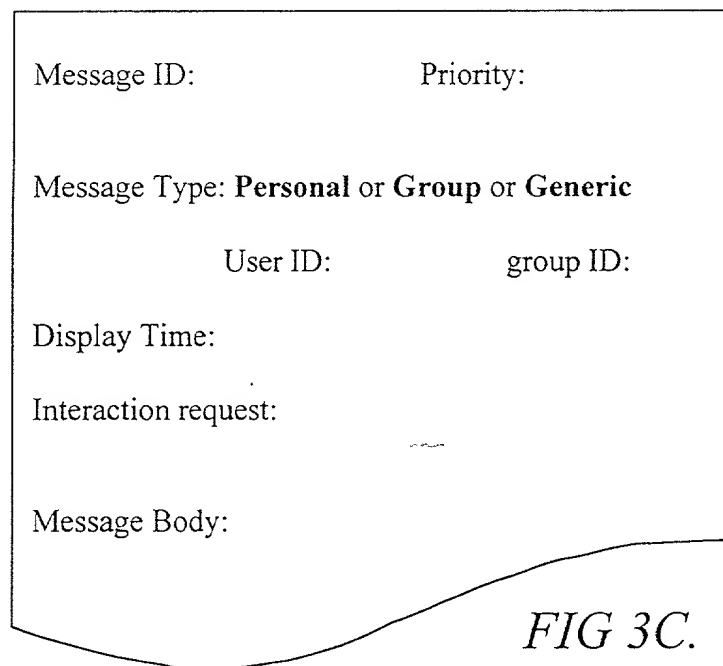 Message ID: Priority:
Message Type: Personal or Group or Generic
User ID: group ID:
Display Time:
Interaction request:
Message Body:
FIG 3C.